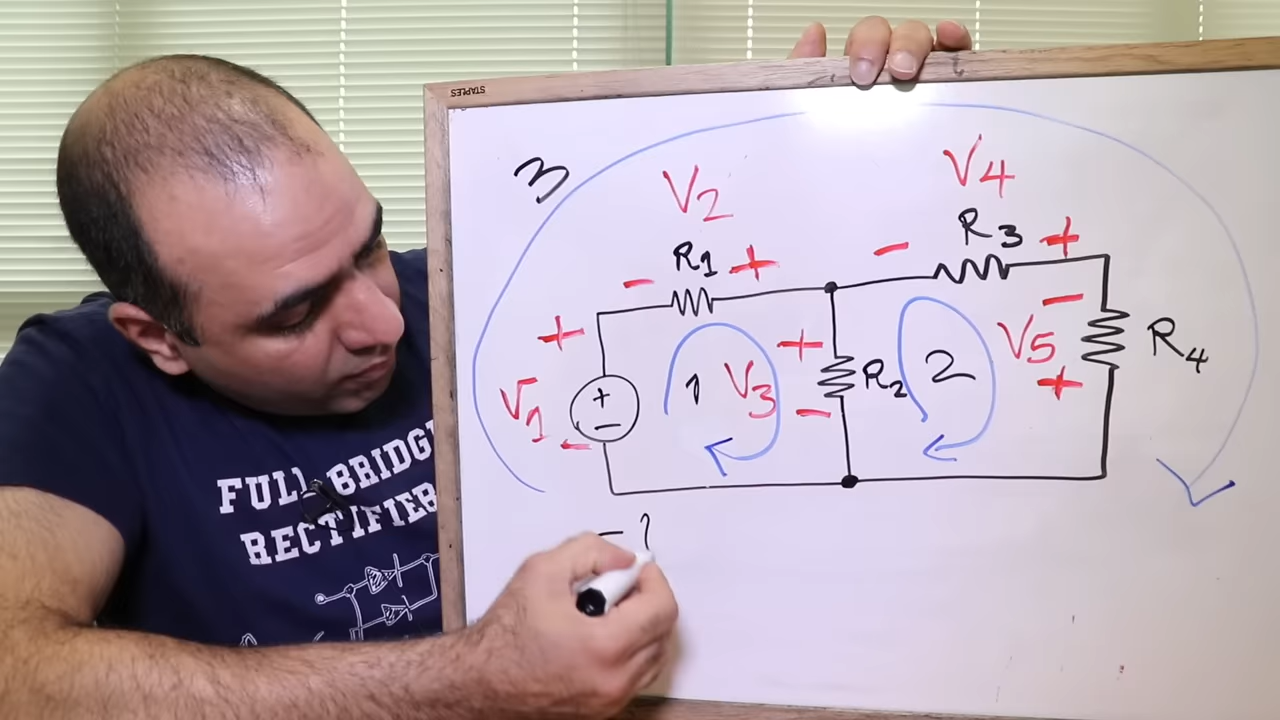 STAPLES
3
V2
V4
R1
- +
R3
- +
+
V1
-
1
V3
+
-
R2
2
V5
-
+
R4
+
-
FULL BRIDGE
RECTIFIER
-